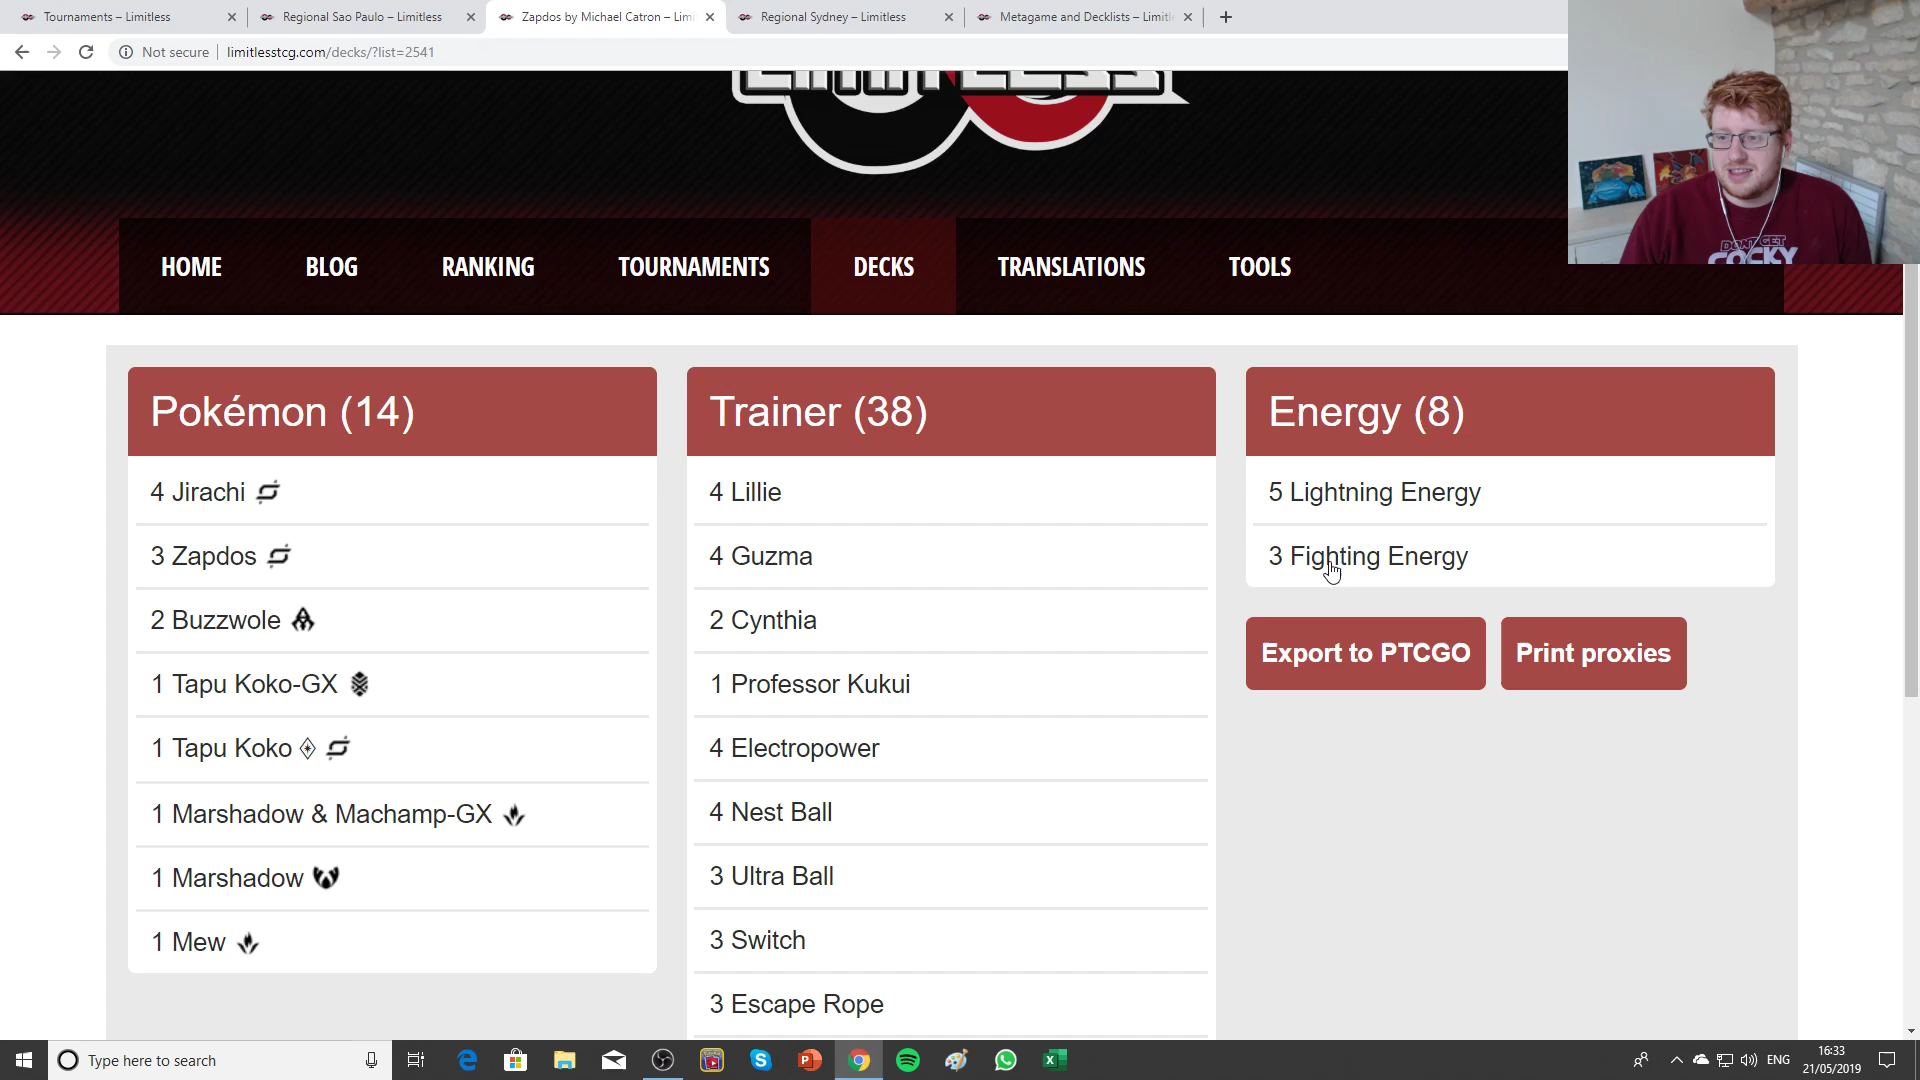 Tournaments – Limitless
Regional Sao Paulo – Limitless
Zapdos by Michael Catron – Limi
Regional Sydney – Limitless
Metagame and Decklists – Limitl
Not secure
limitlesstcg.com/decks/?list=2541
LIMITLESS
DON'T GET
COCKY
HOME
BLOG
RANKING
TOURNAMENTS
DECKS
TRANSLATIONS
TOOLS
Pokémon (14)
4 Jirachi
3 Zapdos
2 Buzzwole
1 Tapu Koko-GX
1 Tapu Koko
1 Marshadow & Machamp-GX
1 Marshadow
1 Mew
Trainer (38)
4 Lillie
4 Guzma
2 Cynthia
1 Professor Kukui
4 Electropower
4 Nest Ball
3 Ultra Ball
3 Switch
3 Escape Rope
Energy (8)
5 Lightning Energy
3 Fighting Energy
Export to PTCGO
Print proxies
Type here to search
ENG
16:33
21/05/2019